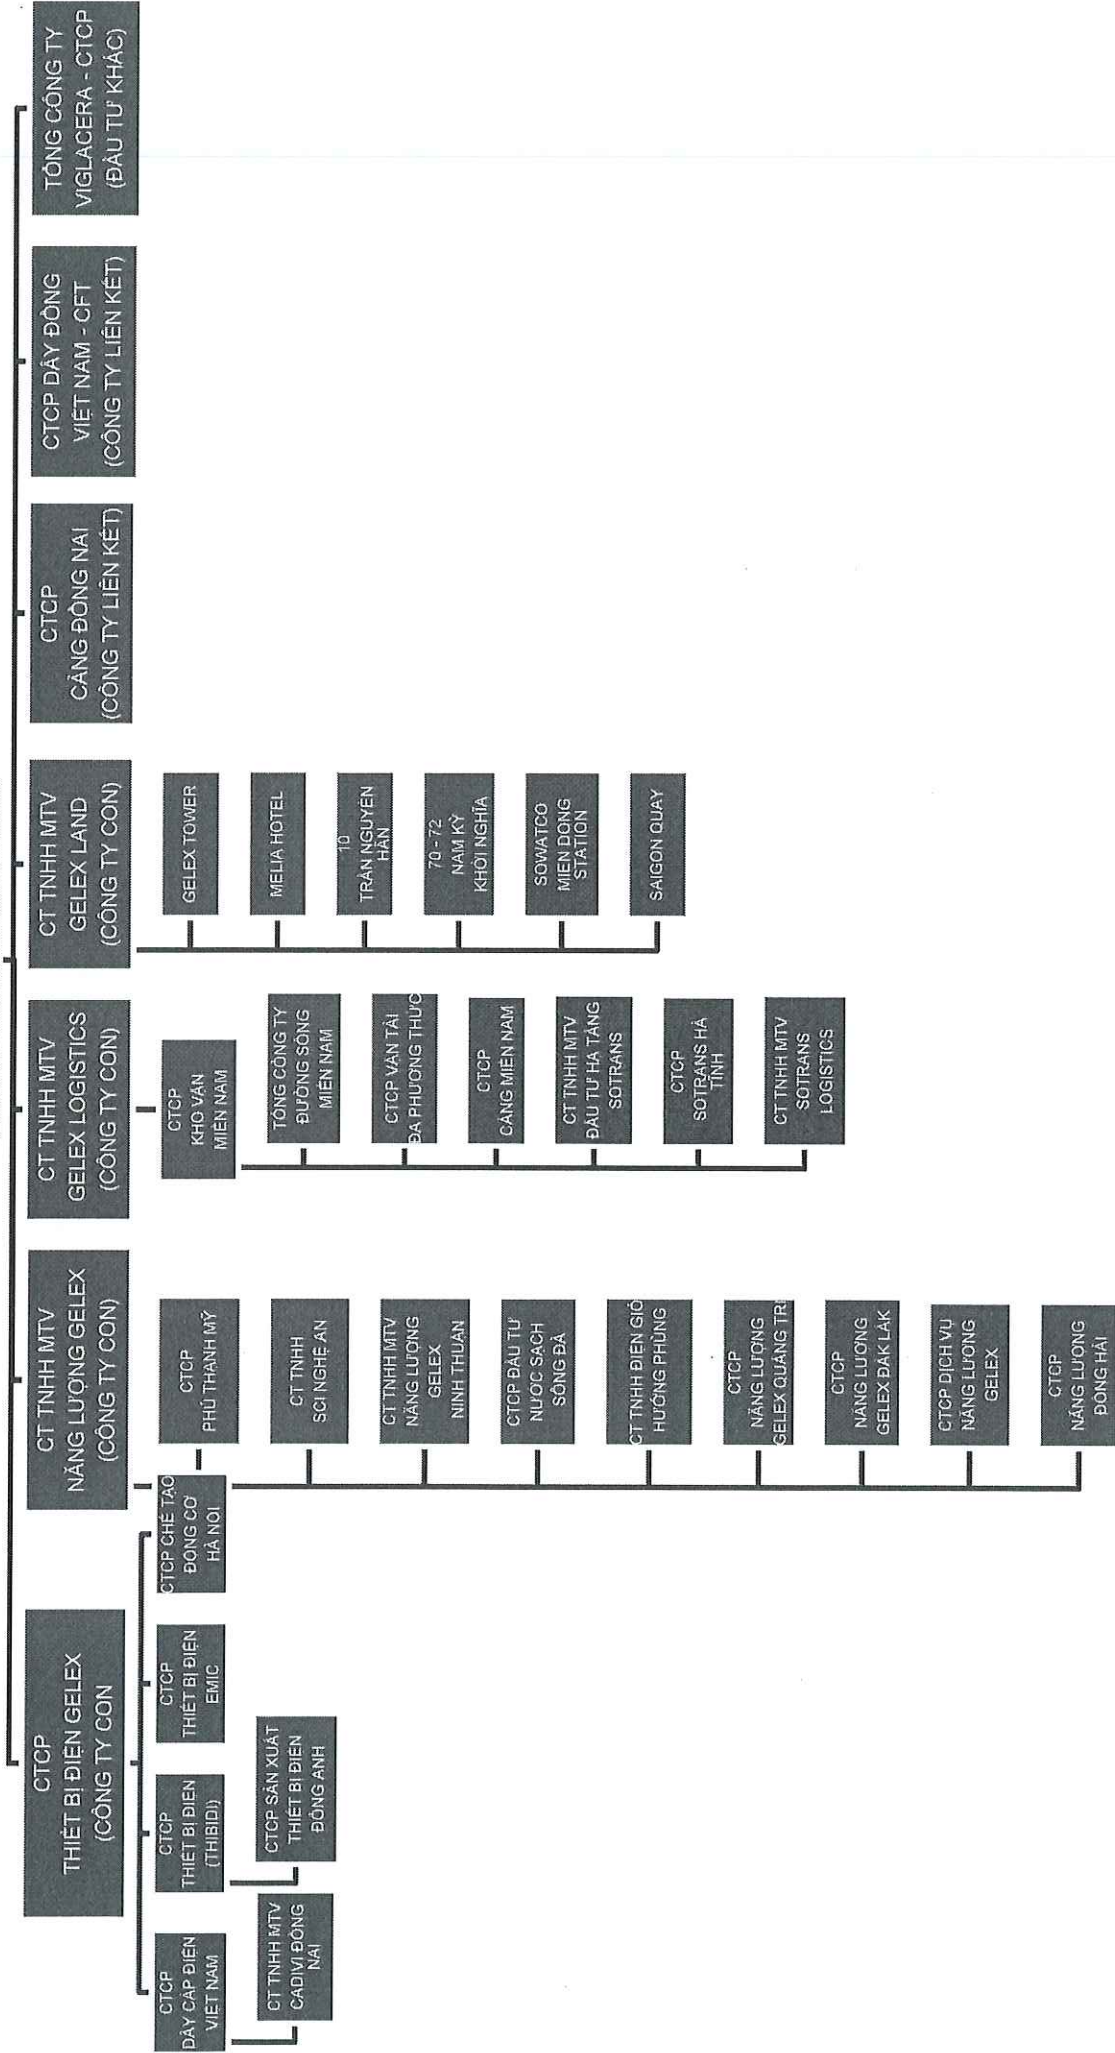 CTCP
THIẾT BỊ ĐIỆN GELEX
(CÔNG TY CON
CT TNHH MTV
NĂNG LƯỢNG GELEX
(CÔNG TY CON)
CT TNHH MTV
GELEX LOGISTICS
(CÔNG TY CON)
CT TNHH MTV
GELEX LAND
(CÔNG TY CON)
CTCP
CẢNG ĐỒNG NAI
(CÔNG TY LIÊN KẾT)
CTCP DÂY ĐỒNG
VIỆT NAM - CFT
(CÔNG TY LIÊN KẾT)
TỔNG CÔNG TY
VIGLACERA - CTCP
(ĐẦU TƯ KHÁC)
CTCP
DÂY CÁP ĐIỆN
VIỆT NAM
CT TNHH MTV
CADIVI ĐỒNG
NAI
CTCP
THIẾT BỊ ĐIỆN
(THIBIDI)
CTCP SẢN XUẤT
THIẾT BỊ ĐIỆN
ĐÔNG ANH
CTCP
THIẾT BỊ ĐIỆN
EMIC
CTCP CHẾ TẠO
ĐỘNG CƠ
HÀ NỘI
CTCP
PHÚ THẠNH MỸ
CT TNHH
SCI NGHỆ AN
CT TNHH MTV
NĂNG LƯỢNG
GELEX
NINH THUẬN
CTCP ĐẦU TƯ
NƯỚC SẠCH
SÔNG ĐÀ
CT TNHH ĐIỆN GIÓ
HƯỚNG PHÙNG
CTCP
NĂNG LƯỢNG
GELEX QUẢNG TRỊ
CTCP
NĂNG LƯỢNG
GELEX ĐẮK LẮK
CTCP DỊCH VỤ
NĂNG LƯỢNG
GELEX
CTCP
NĂNG LƯỢNG
ĐÔNG HẢI
CTCP
KHO VẬN
MIỀN NAM
TỔNG CÔNG TY
ĐƯỜNG SÔNG
MIỀN NAM
CTCP VẬN TẢI
ĐA PHƯƠNG THỨC
CTCP
CẢNG MIỀN NAM
CT TNHH MTV
ĐẦU TƯ HẠ TẦNG
SOTRANS
CTCP
SOTRANS HÀ
TĨNH
CT TNHH MTV
SOTRANS
LOGISTICS
GELEX TOWER
MELIA HOTEL
10
TRẦN NGUYÊN
HÃN
70 - 72
NAM KỲ
KHỞI NGHĨA
SOWATCO
MIEN DONG
STATION
SAIGON QUAY